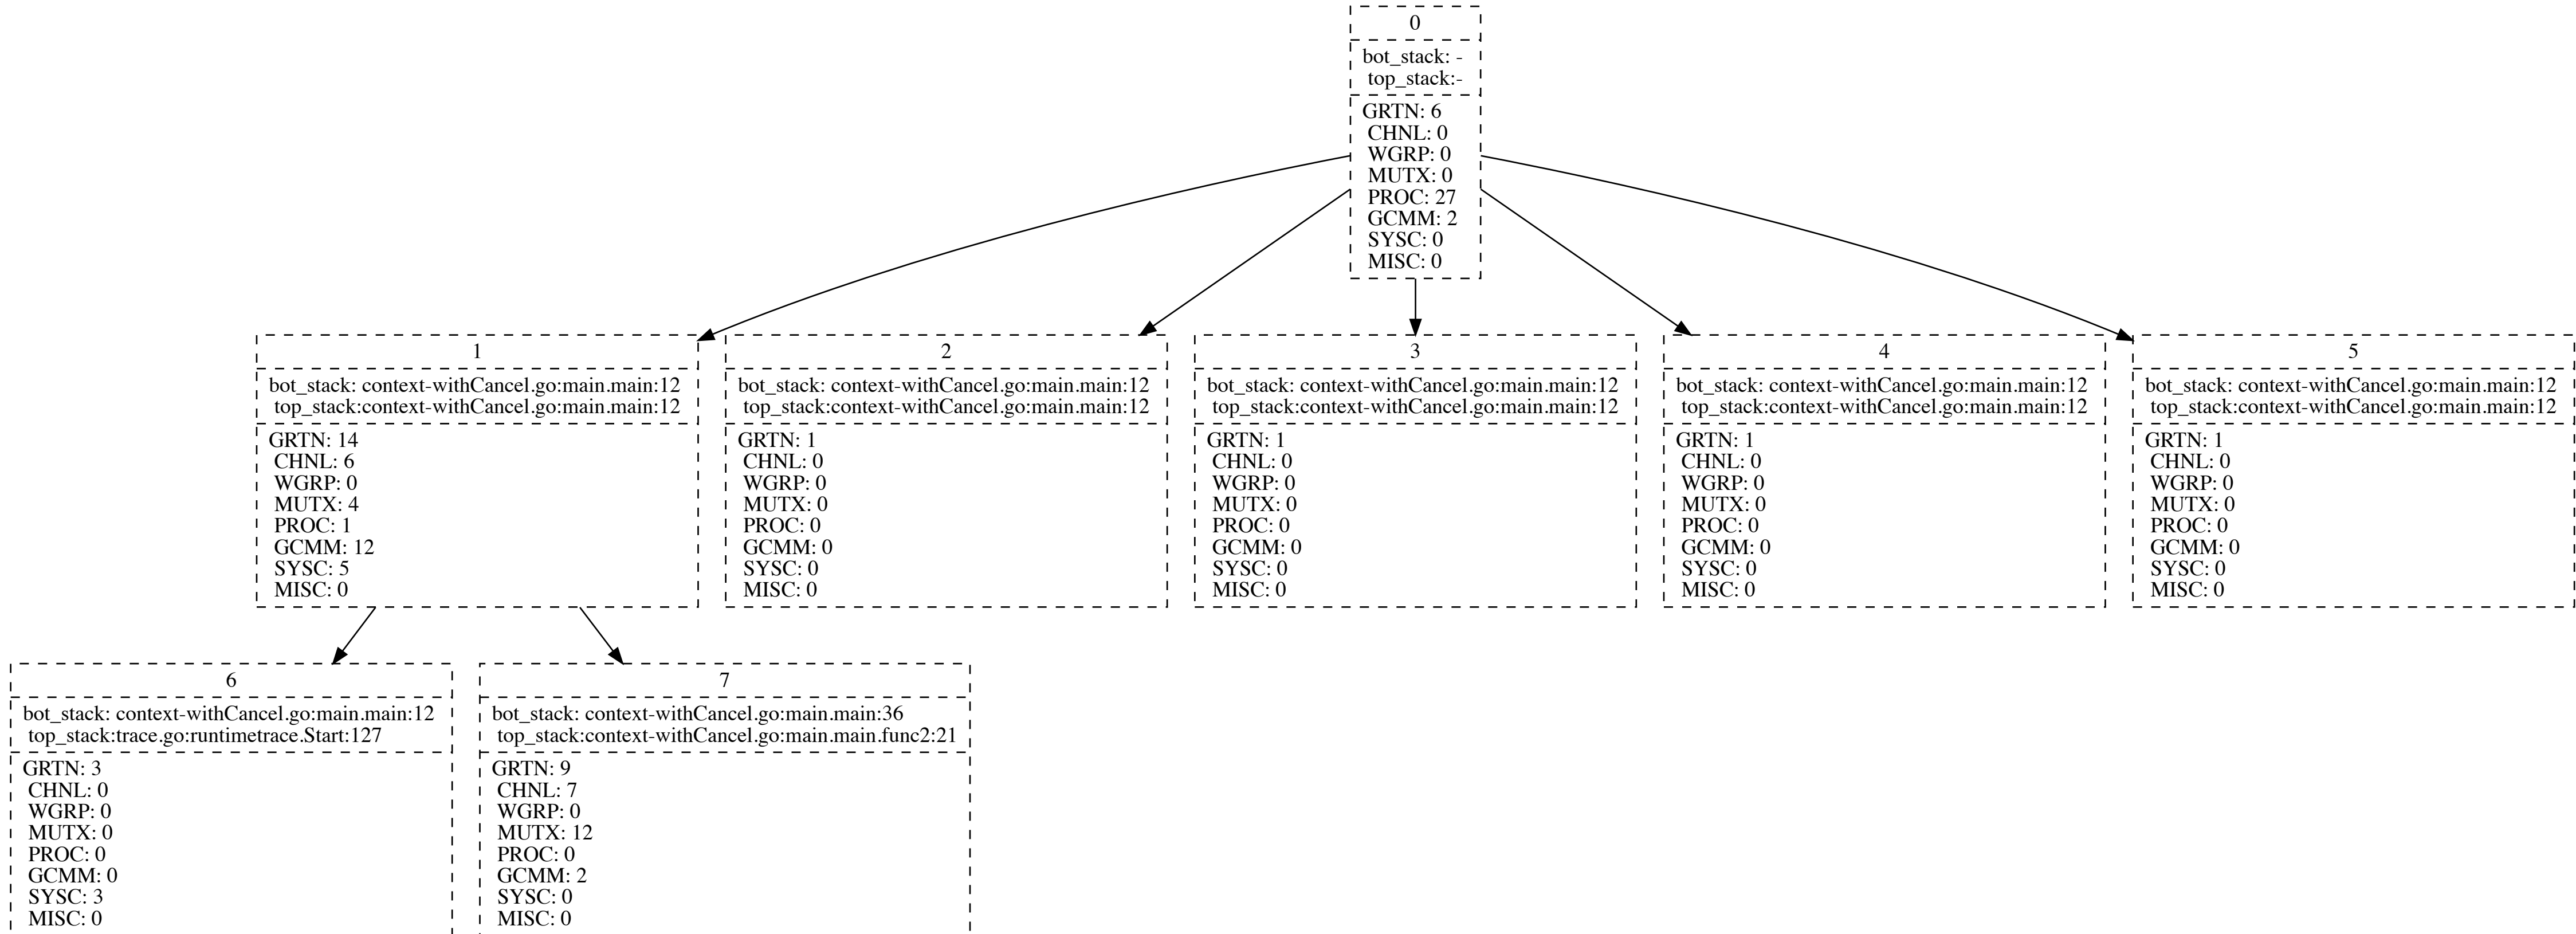 0
bot_stack: -
top_stack:-
GRTN: 6
CHNL: 0
WGRP: 0
MUTX: 0
PROC: 27
GCMM: 2
SYSC: 0
MISC: 0
1
bot_stack: context-withCancel.go:main.main:12
top_stack:context-withCancel.go:main.main:12
GRTN: 14
CHNL: 6
WGRP: 0
MUTX: 4
PROC: 1
GCMM: 12
SYSC: 5
MISC: 0
2
bot_stack: context-withCancel.go:main.main:12
top_stack:context-withCancel.go:main.main:12
GRTN: 1
CHNL: 0
WGRP: 0
MUTX: 0
PROC: 0
GCMM: 0
SYSC: 0
MISC: 0
3
bot_stack: context-withCancel.go:main.main:12
top_stack:context-withCancel.go:main.main:12
GRTN: 1
CHNL: 0
WGRP: 0
MUTX: 0
PROC: 0
GCMM: 0
SYSC: 0
MISC: 0
4
bot_stack: context-withCancel.go:main.main:12
top_stack:context-withCancel.go:main.main:12
GRTN: 1
CHNL: 0
WGRP: 0
MUTX: 0
PROC: 0
GCMM: 0
SYSC: 0
MISC: 0
5
bot_stack: context-withCancel.go:main.main:12
top_stack:context-withCancel.go:main.main:12
GRTN: 1
CHNL: 0
WGRP: 0
MUTX: 0
PROC: 0
GCMM: 0
SYSC: 0
MISC: 0
6
bot_stack: context-withCancel.go:main.main:12
top_stack:trace.go:runtimetrace.Start:127
GRTN: 3
CHNL: 0
WGRP: 0
MUTX: 0
PROC: 0
GCMM: 0
SYSC: 3
MISC: 0
7
bot_stack: context-withCancel.go:main.main:36
top_stack:context-withCancel.go:main.main.func2:21
GRTN: 9
CHNL: 7
WGRP: 0
MUTX: 12
PROC: 0
GCMM: 2
SYSC: 0
MISC: 0